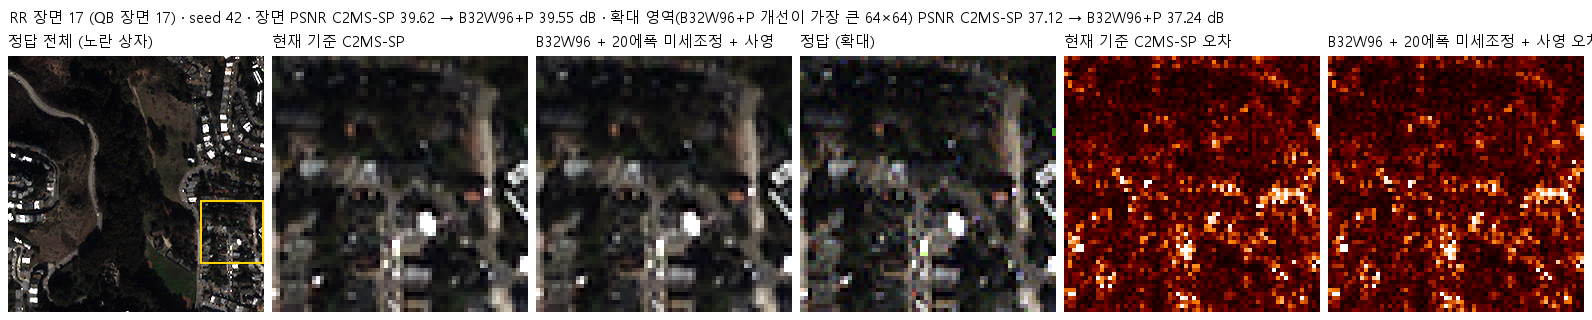 RR 장면 17 (QB 장면 17) · seed 42 · 장면 PSNR C2MS-SP 39.62 → B32W96+P 39.55 dB · 확대 영역(B32W96+P 개선이 가장 큰 64×64) PSNR C2MS-SP 37.12 → B32W96+P 37.24 dB
정답 전체 (노란 상자)
현재 기준 C2MS-SP
B32W96 + 20에폭 미세조정 + 사영
정답 (확대)
현재 기준 C2MS-SP 오차
B32W96 + 20에폭 미세조정 + 사영 오차